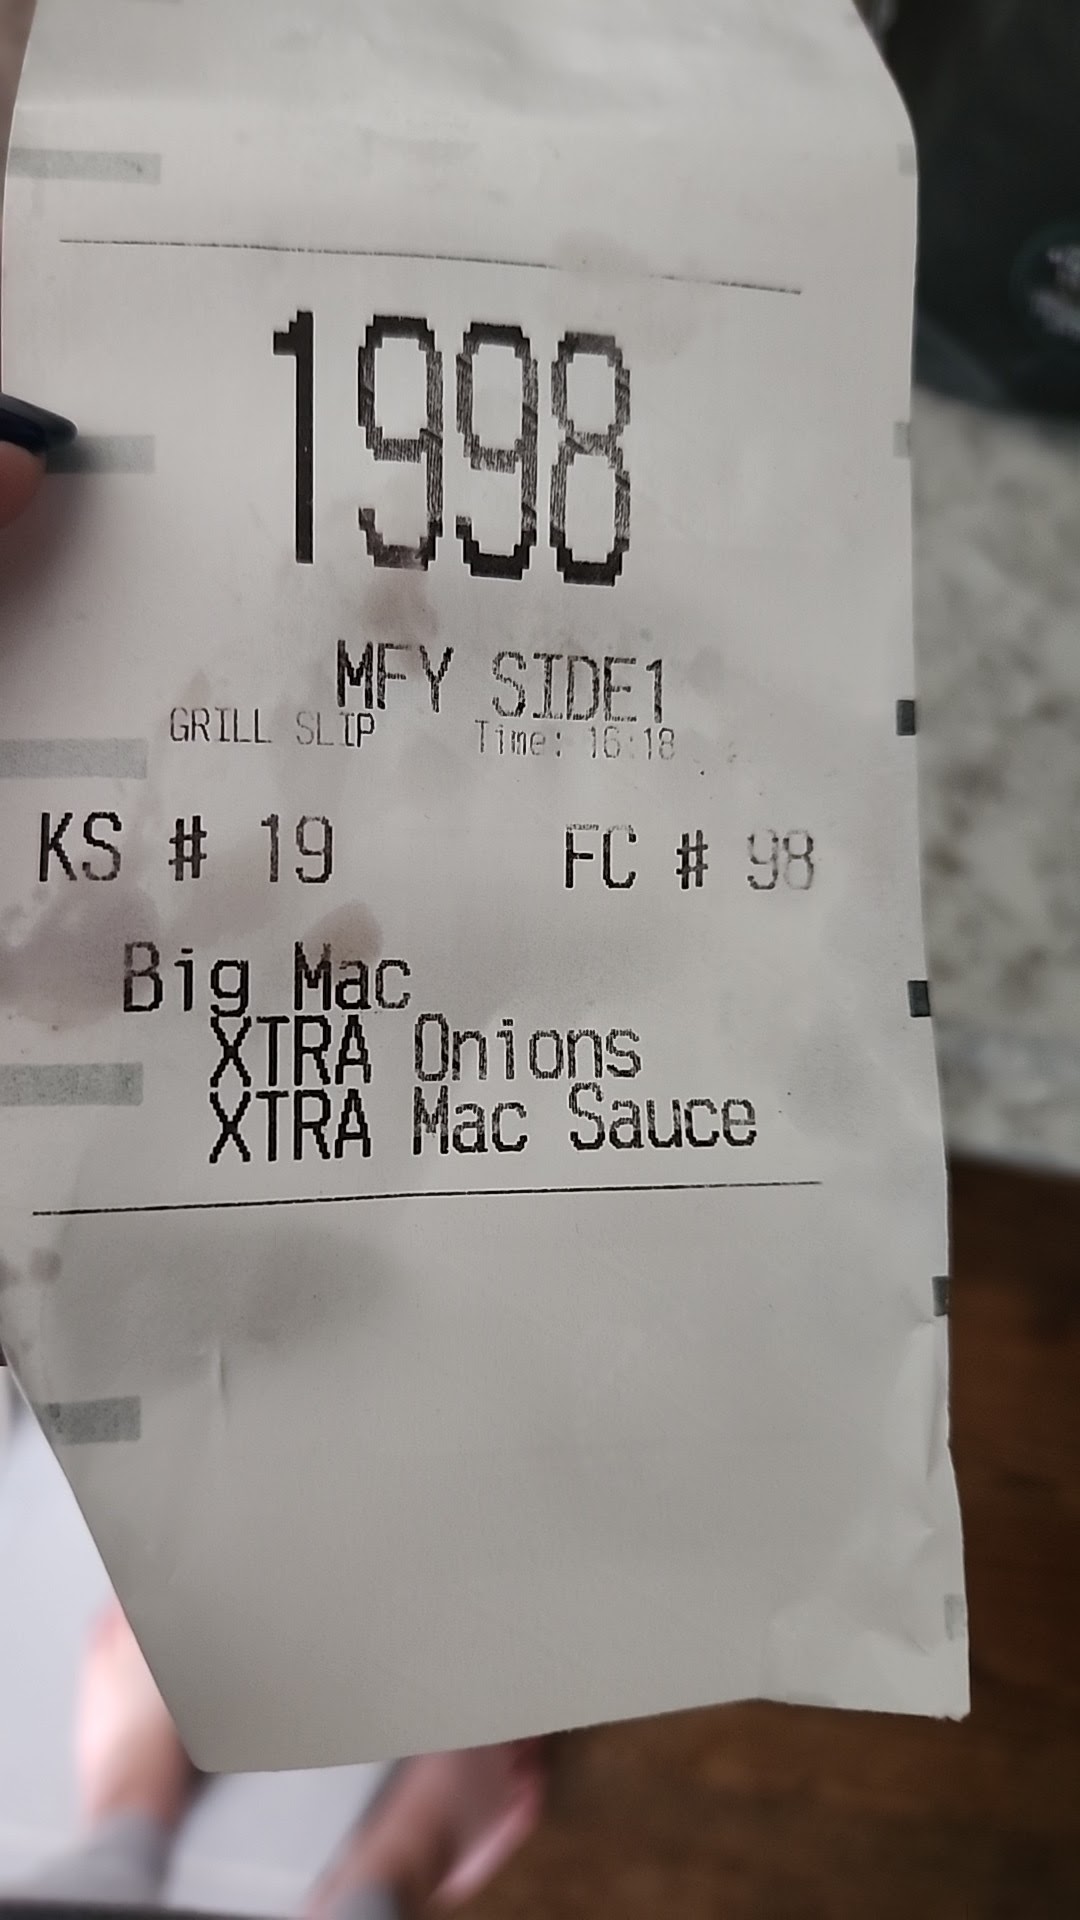 1998
MFY SIDE1
GRILL SLIP Time: 16:18
KS # 19 FC # 98
Big Mac
XTRA Onions
XTRA Mac Sauce